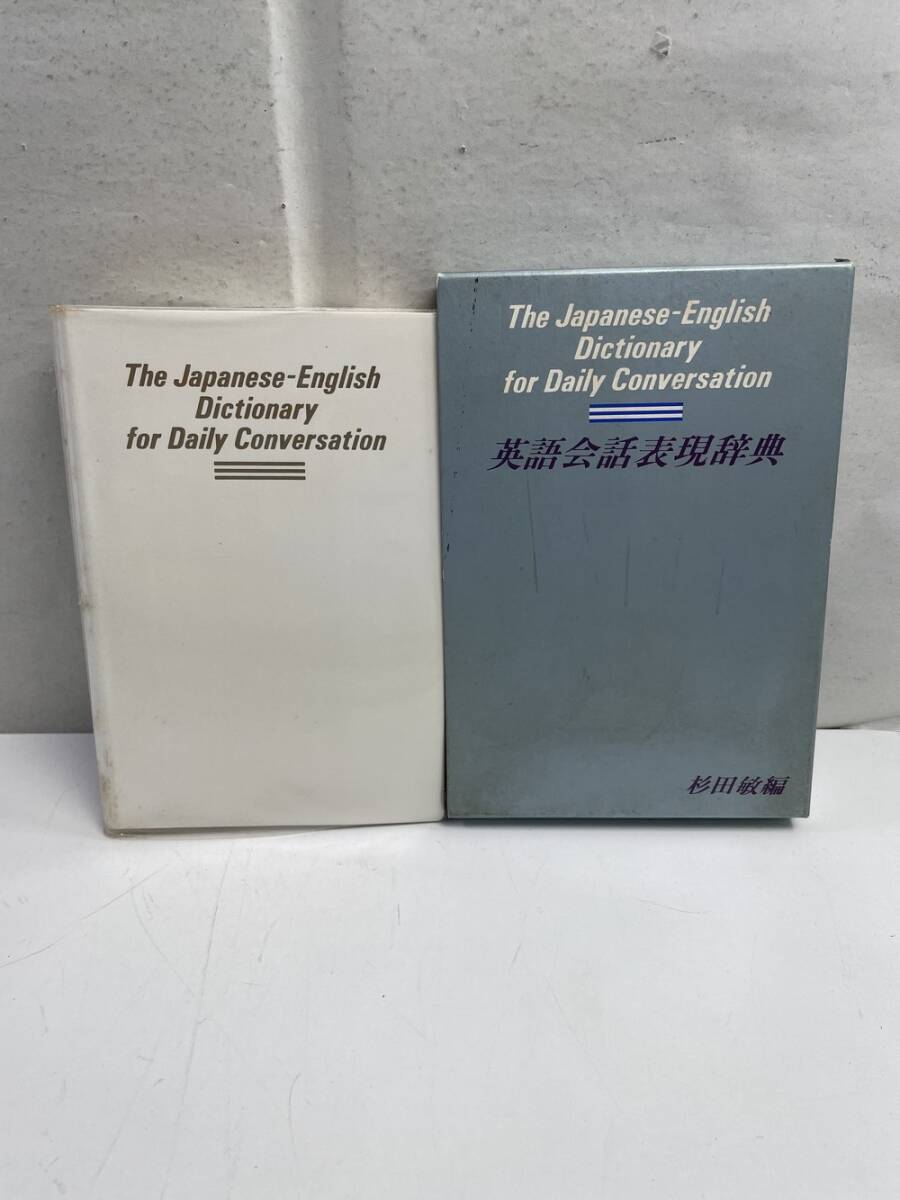 The Japanese-English
Dictionary
for Daily Conversation
The Japanese-English
Dictionary
for Daily Conversation
英語会話表現辞典
杉田敏編